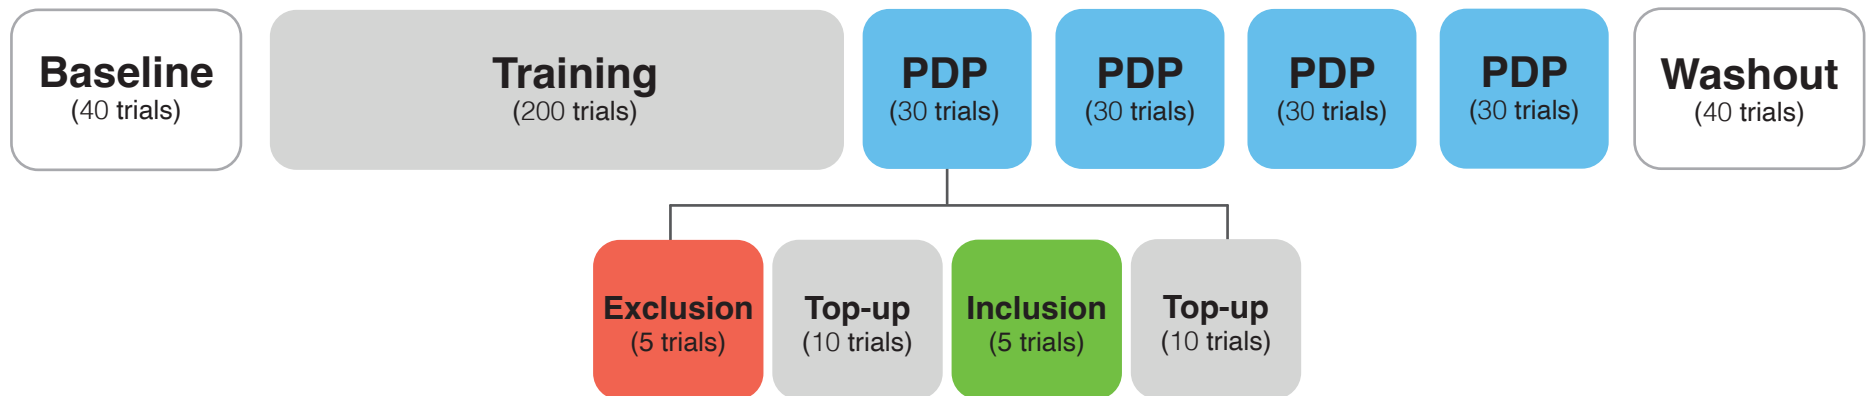 Baseline
(40 trials)
Training
(200 trials)
PDP
(30 trials)
PDP
(30 trials)
PDP
(30 trials)
PDP
(30 trials)
Washout
(40 trials)
Exclusion
(5 trials)
Top-up
(10 trials)
Inclusion
(5 trials)
Top-up
(10 trials)